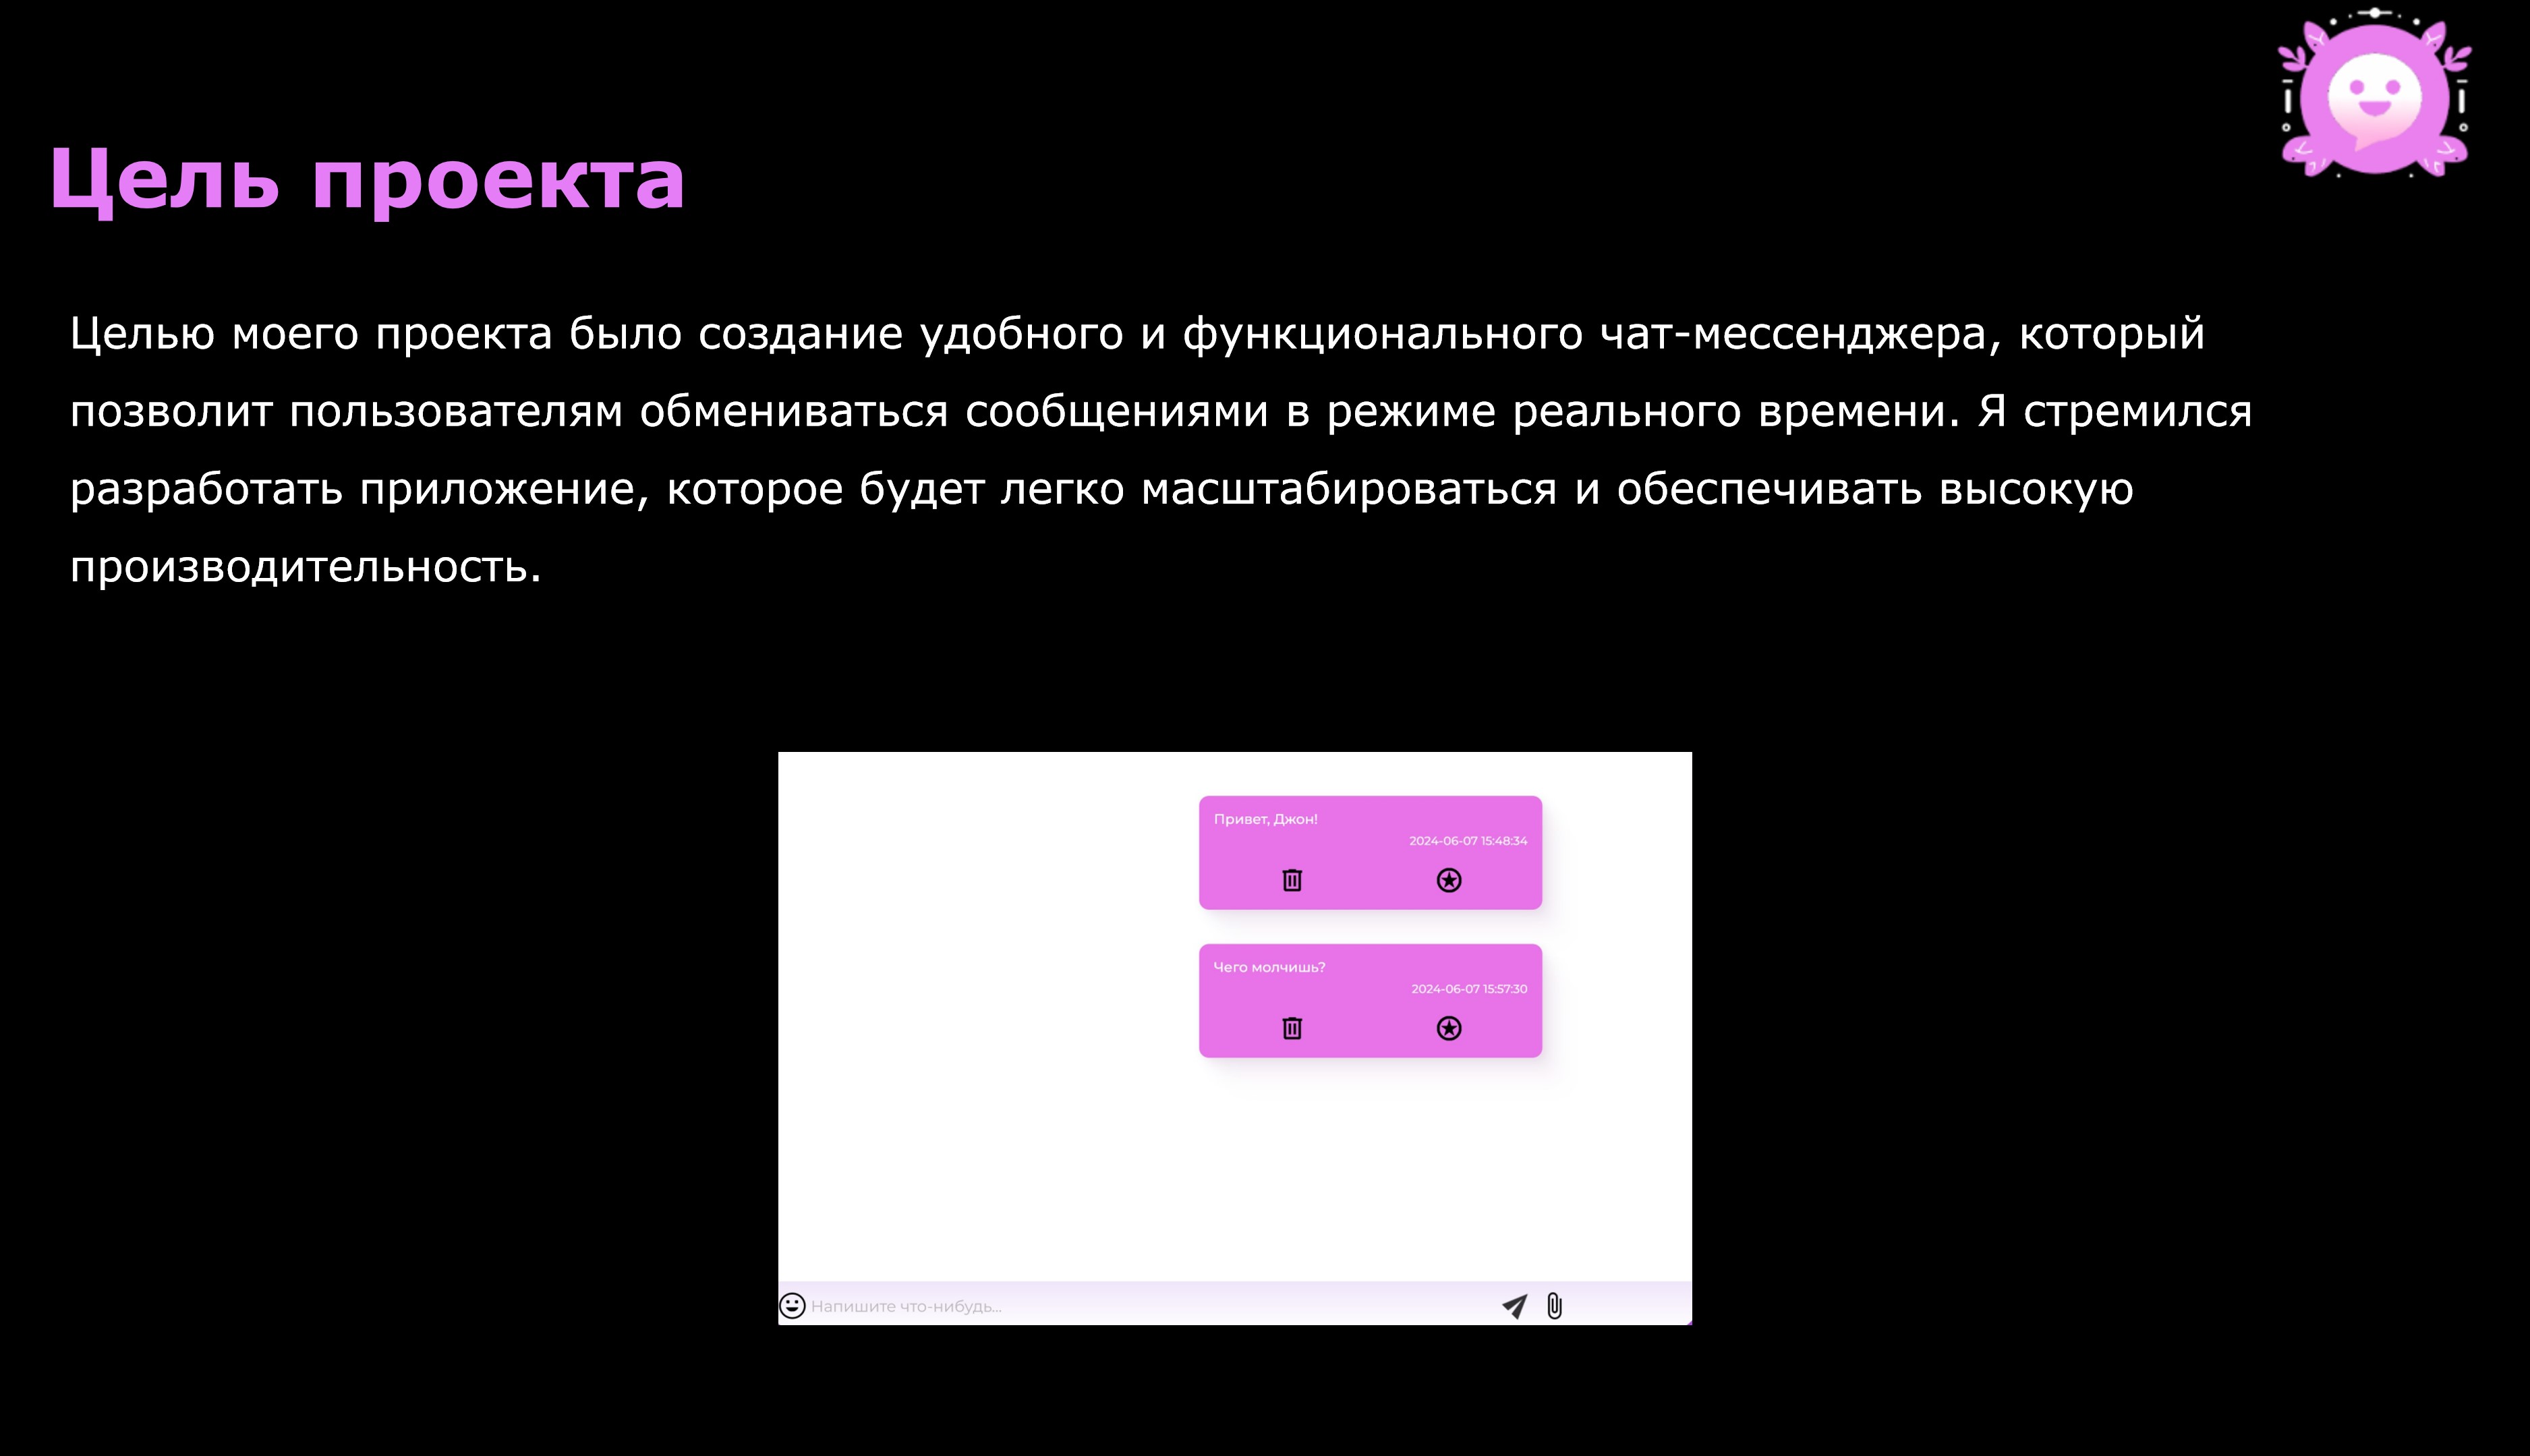 Цель проекта
Целью моего проекта было создание удобного и функционального чат-мессенджера, который
позволит пользователям обмениваться сообщениями в режиме реального времени. Я стремился
разработать приложение, которое будет легко масштабироваться и обеспечивать высокую
производительность.
Привет, Джон!
2024-06-07 15:48:34
Чего молчишь?
2024-06-07 15:57:30
Напишите что-нибудь...